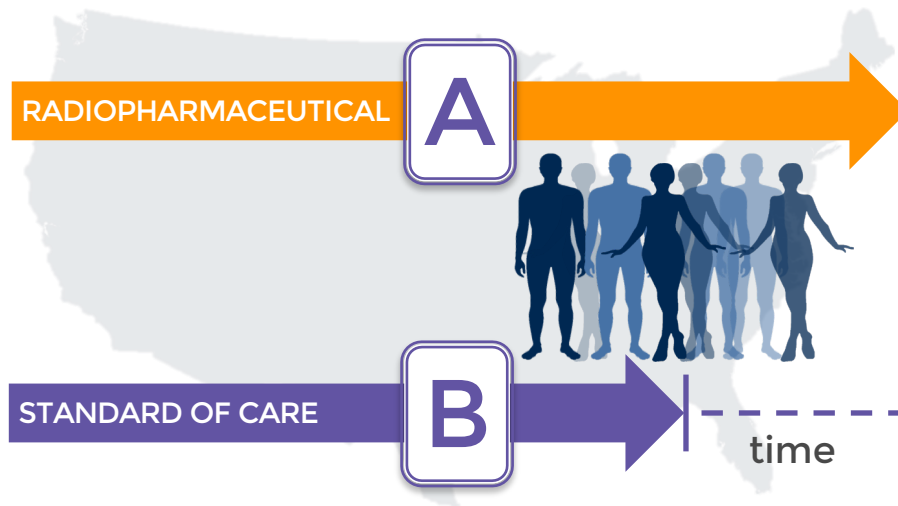 RADIOPHARMACEUTICAL
A
STANDARD OF CARE
B
time